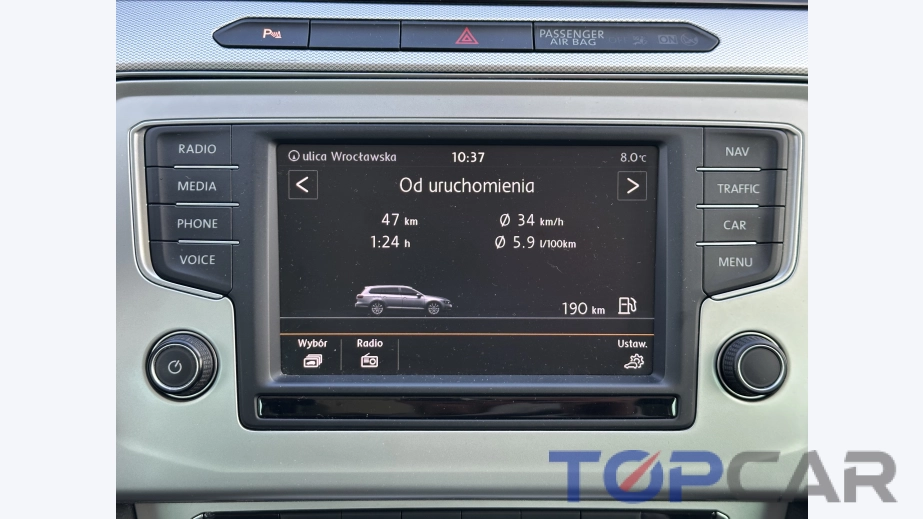 PASSENGER
AIR BAG
ON
RADIO
MEDIA
PHONE
VOICE
NAV
TRAFFIC
CAR
MENU
ulica Wrocławska 10:37 8.0°c
< Od uruchomienia >
47 km Ø 34 km/h
1:24 h Ø 5.9 l/100km
190 km
Wybór Radio Ustaw.
TOPCAR